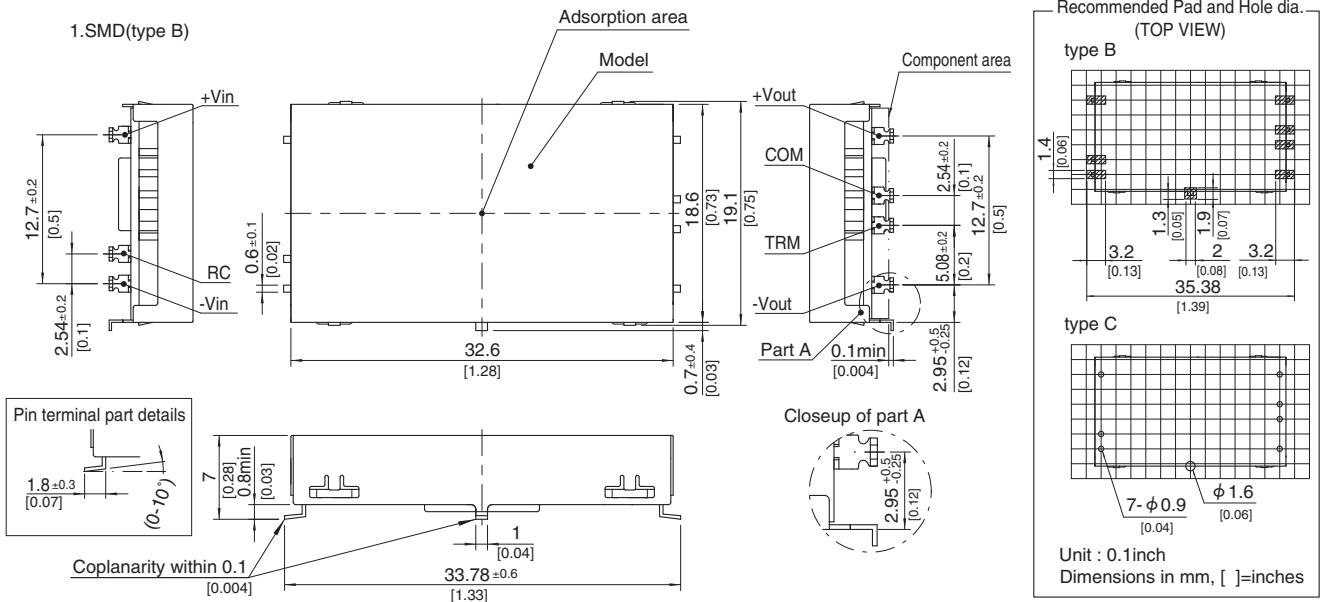 1.SMD(type B)
+Vin
12.7±0.2
[0.5]
RC
-Vin
2.54±0.2
[0.1]
Adsorption area
Model
0.6±0.1
[0.02]
18.6
[0.73]
19.1
[0.75]
32.6
[1.28]
0.7±0.4
[0.03]
Component area
+Vout
COM
TRM
-Vout
2.54±0.2
[0.1]
12.7±0.2
[0.5]
5.08±0.2
[0.2]
Part A
0.1min
[0.004]
2.95 +0.5 -0.25
[0.12]
Pin terminal part details
1.8±0.3
[0.07]
(0-10°)
7
[0.28]
0.8min
[0.03]
1
[0.04]
Coplanarity within 0.1
[0.004]
33.78 ±0.6
[1.33]
Closeup of part A
2.95 +0.5 -0.25
[0.12]
Recommended Pad and Hole dia.
(TOP VIEW)
type B
1.4
[0.06]
1.3
[0.05]
1.9
[0.07]
3.2
[0.13]
2
[0.08]
3.2
[0.13]
35.38
[1.39]
type C
7-φ0.9
[0.04]
φ1.6
[0.06]
Unit : 0.1inch
Dimensions in mm, [ ]=inches